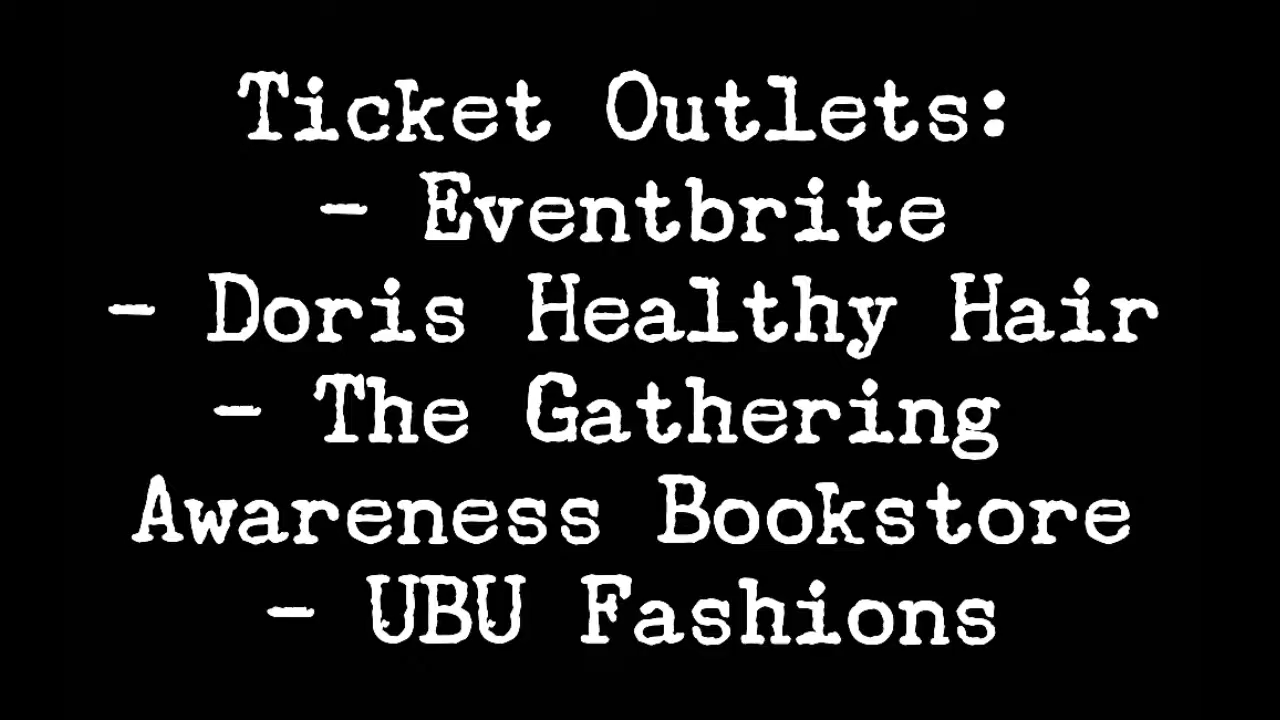 Ticket Outlets:
- Eventbrite
- Doris Healthy Hair
- The Gathering
Awareness Bookstore
- UBU Fashions